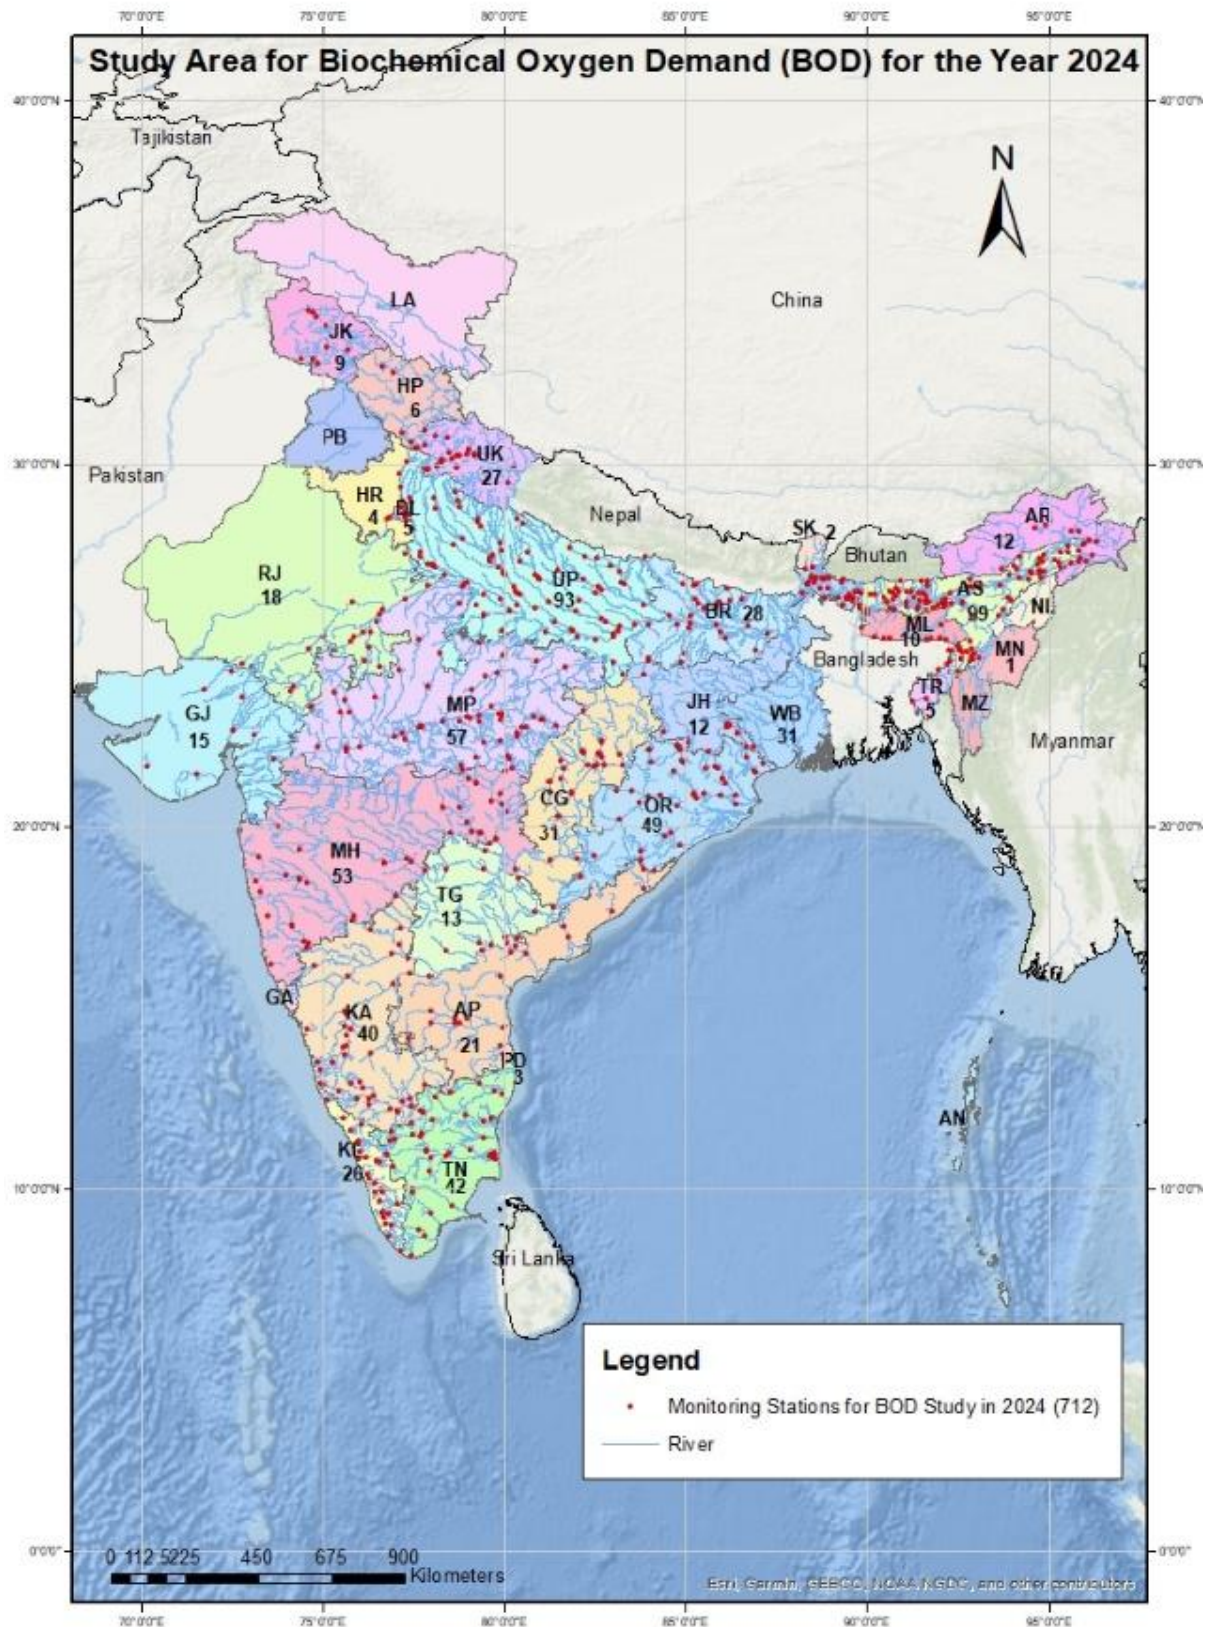 70°0'0"E 75°0'0"E 80°0'0"E 85°0'0"E 90°0'0"E 95°0'0"E
Study Area for Biochemical Oxygen Demand (BOD) for the Year 2024
40°0'0"N 40°0'0"N
Tajikistan
N
China
LA
JK
9
HP
6
PB
UK
27
30°0'0"N 30°0'0"N
Pakistan
HR
4
DL
5
Nepal
SK 2
Bhutan
AR
12
RJ
18
UP
93
BR 28
AS
99
NL
ML
10
MN
1
Bangladesh
TR
5
MZ
GJ
15
MP
57
JH
12
WB
31
Myanmar
CG
31
OR
49
20°0'0"N 20°0'0"N
MH
53
TG
13
GA
KA
40
AP
21
PD
3
AN
KL
26
TN
42
10°0'0"N 10°0'0"N
Sri Lanka
Legend
Monitoring Stations for BOD Study in 2024 (712)
River
0°0'0" 0°0'0"
0 112.5225 450 675 900
Kilometers
Esri, Garmin, GEBCO, NOAA NGDC, and other contributors
70°0'0"E 75°0'0"E 80°0'0"E 85°0'0"E 90°0'0"E 95°0'0"E